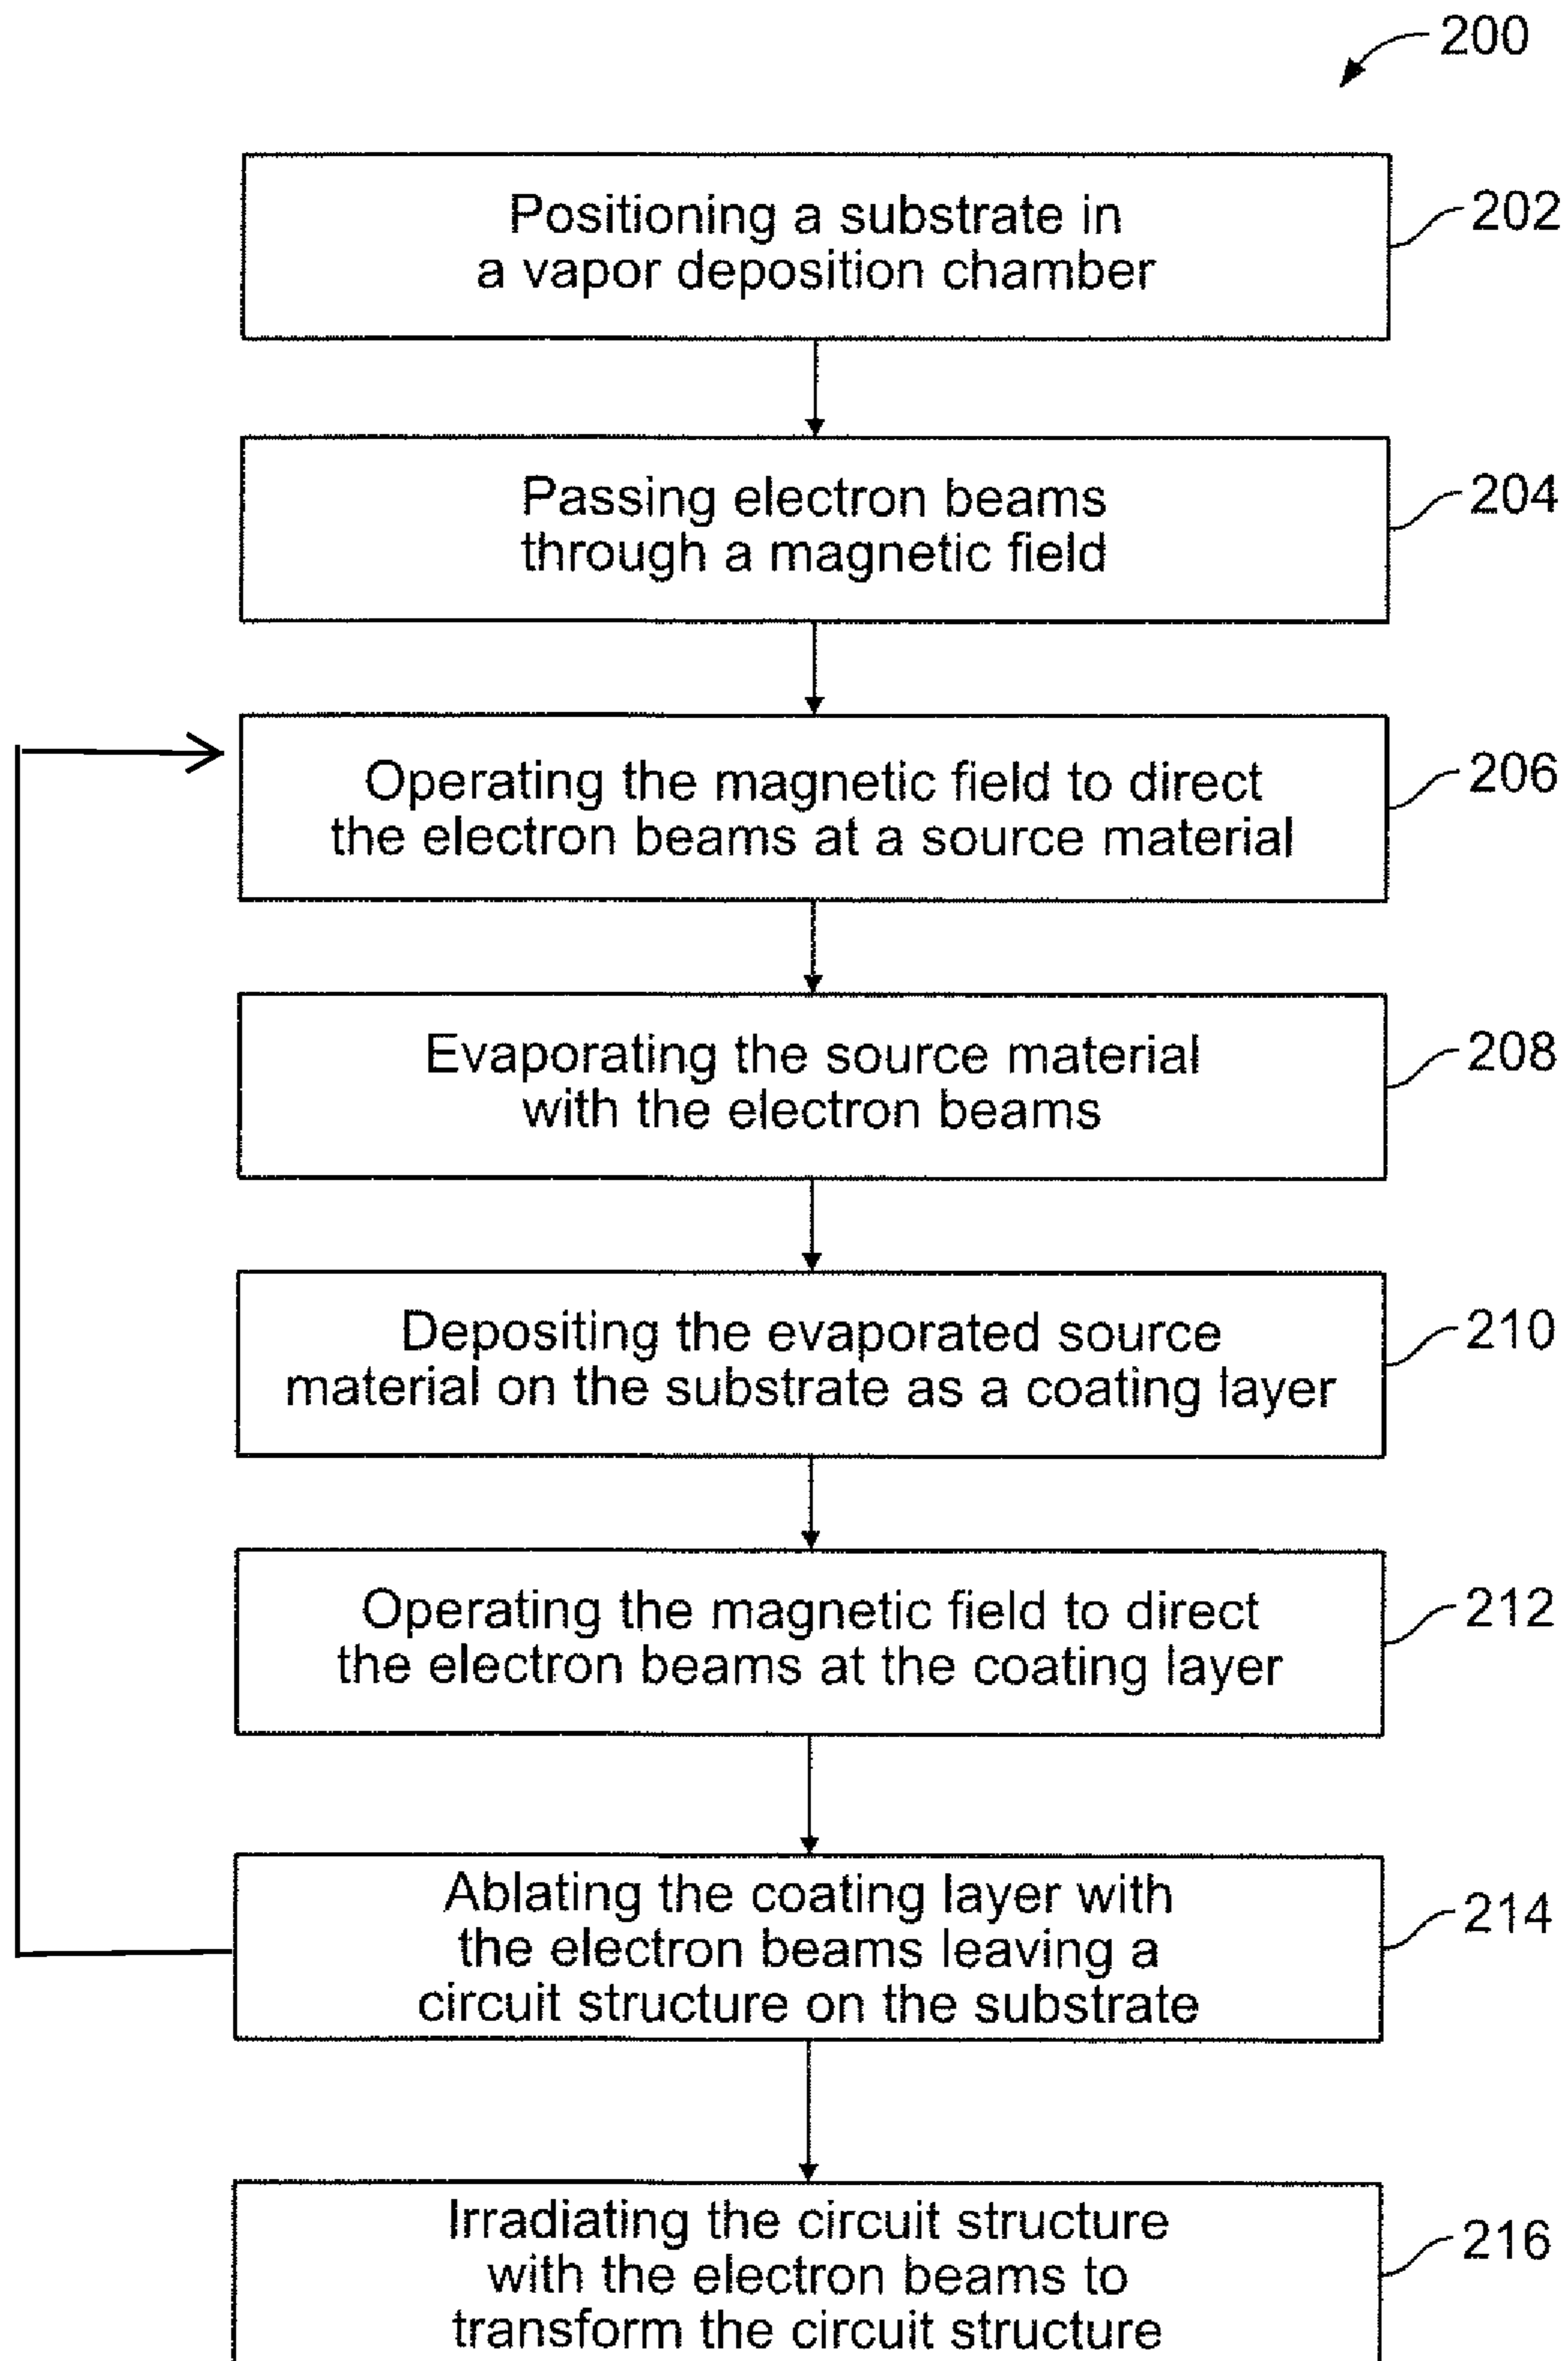 200
Positioning a substrate in
a vapor deposition chamber
202
Passing electron beams
through a magnetic field
204
Operating the magnetic field to direct
the electron beams at a source material
206
Evaporating the source material
with the electron beams
208
Depositing the evaporated source
material on the substrate as a coating layer
210
Operating the magnetic field to direct
the electron beams at the coating layer
212
Ablating the coating layer with
the electron beams leaving a
circuit structure on the substrate
214
Irradiating the circuit structure
with the electron beams to
transform the circuit structure
216